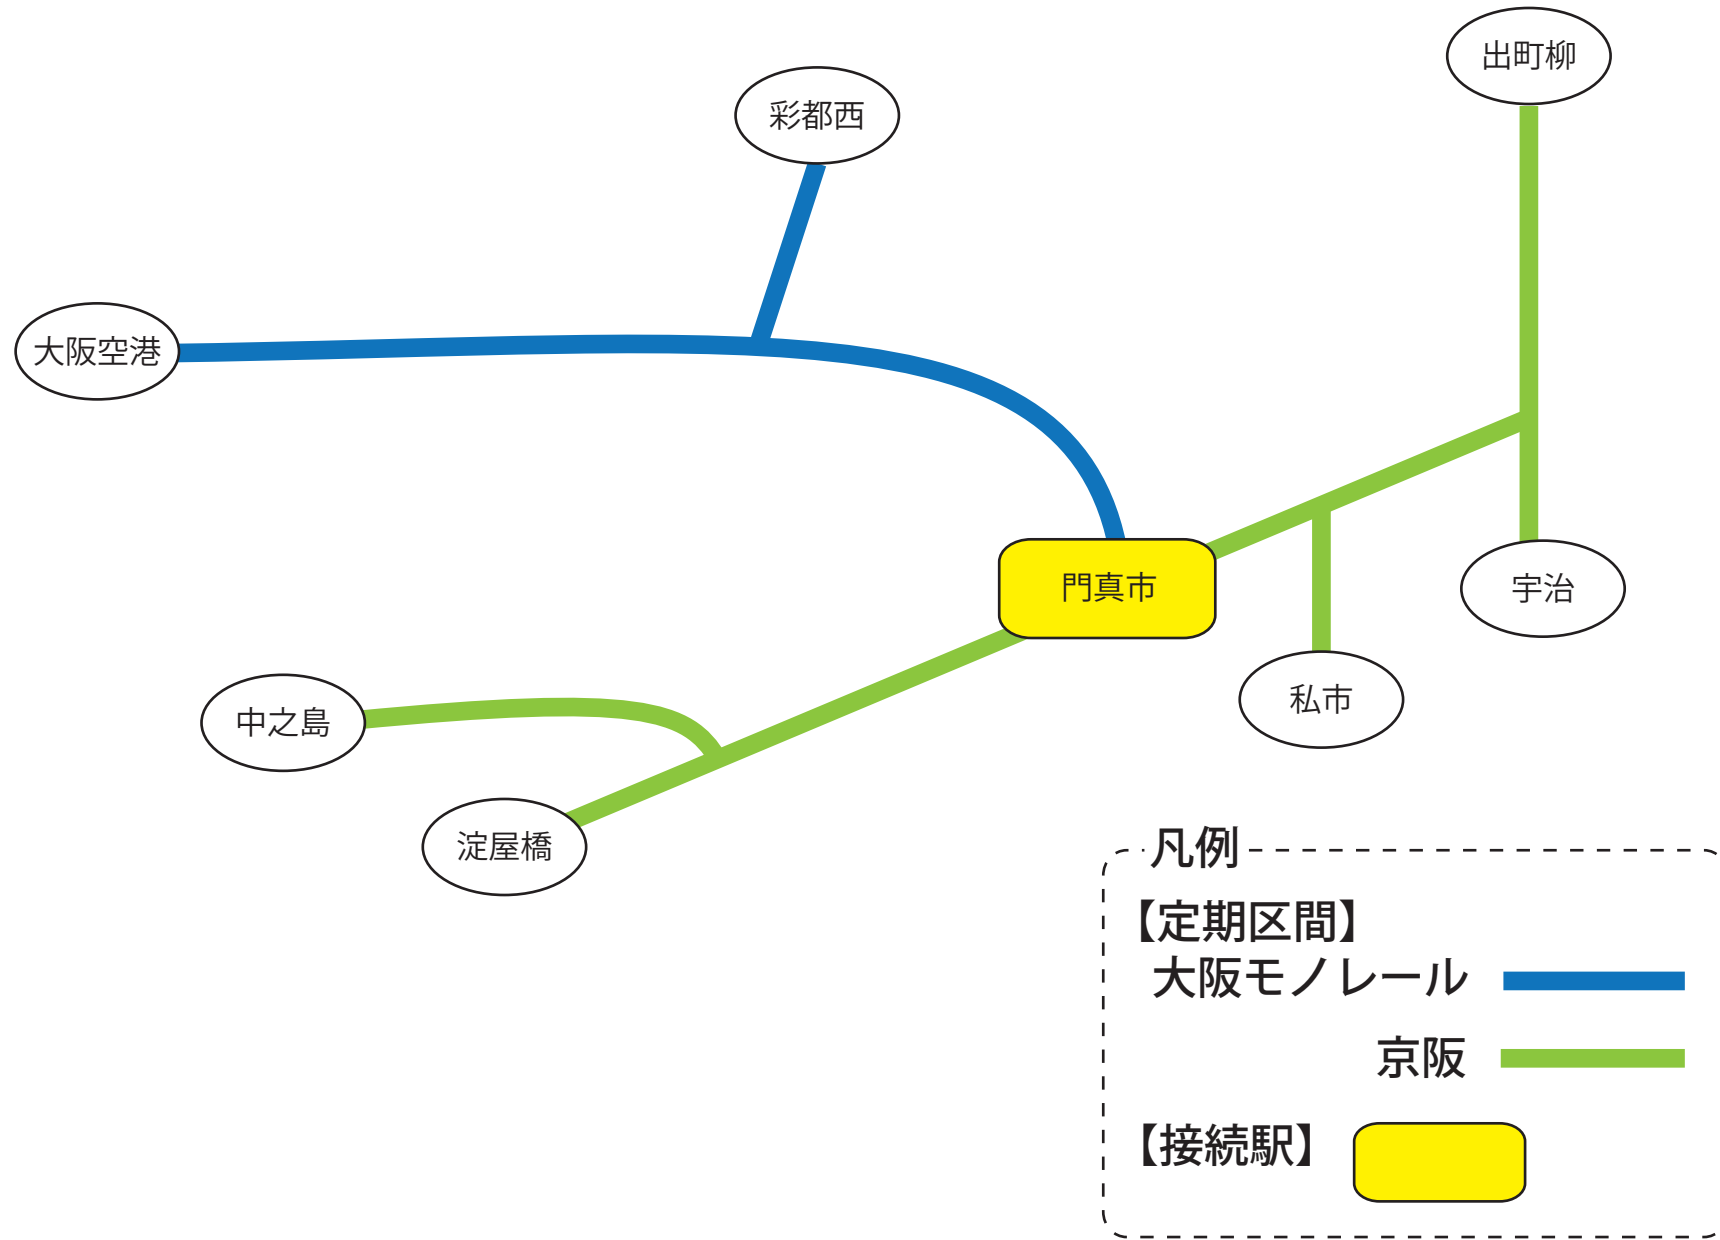 出町柳
彩都西
大阪空港
門真市
宇治
私市
中之島
淀屋橋
凡例
【定期区間】
大阪モノレール
京阪
【接続駅】